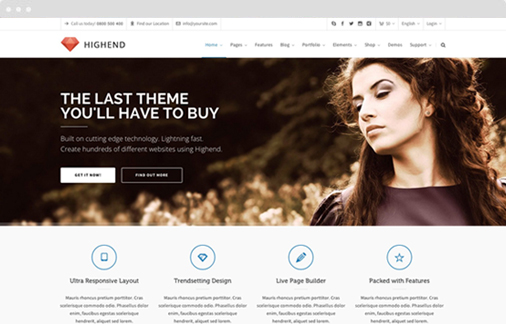 Call us today! 0800 500 400 Find our Location info@yoursite.com
(0) English Login
HIGHEND
Home Pages Features Blog Portfolio Elements Shop Demos Support
THE LAST THEME
YOU'LL HAVE TO BUY
Built on cutting edge technology. Lightning fast.
Create hundreds of different websites using Highend.
GET IT NOW! FIND OUT MORE
Ultra Responsive Layout Trendsetting Design Live Page Builder Packed with Features
Mauris rhoncus pretium porttitor. Cras Mauris rhoncus pretium porttitor. Cras Mauris rhoncus pretium porttitor. Cras Mauris rhoncus pretium porttitor. Cras
scelerisque commodo odio. Phasellus dolor scelerisque commodo odio. Phasellus dolor scelerisque commodo odio. Phasellus dolor scelerisque commodo odio. Phasellus dolor
enim, faucibus egestas scelerisque enim, faucibus egestas scelerisque enim, faucibus egestas scelerisque enim, faucibus egestas scelerisque
hendrerit, aliquet sed lorem. hendrerit, aliquet sed lorem. hendrerit, aliquet sed lorem. hendrerit, aliquet sed lorem.